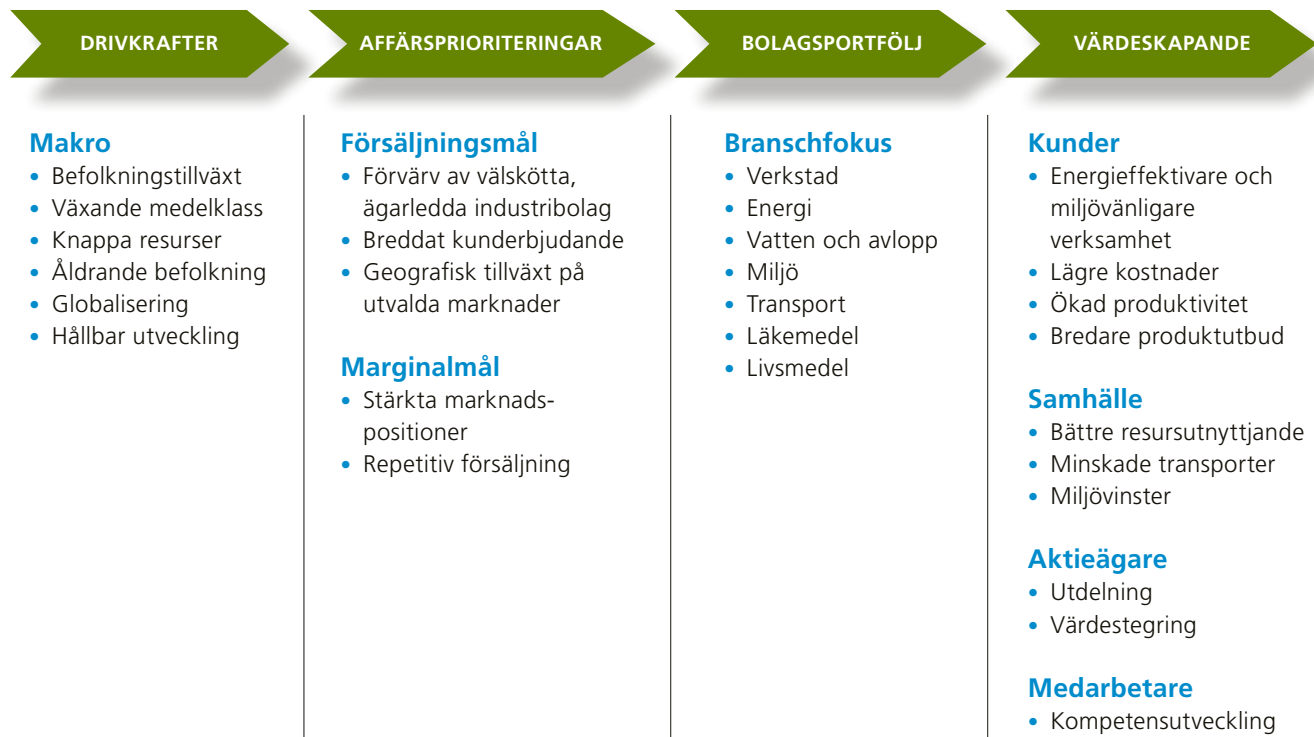 DRIVKRAFTER
AFFÄRSPRIORITERINGAR
BOLAGSPORTFÖLJ
VÄRDESKAPANDE
Makro
• Befolkningstillväxt
• Växande medelklass
• Knappa resurser
• Åldrande befolkning
• Globalisering
• Hållbar utveckling
Försäljningsmål
• Förvärv av välskötta,
ägarledda industribolag
• Breddat kunderbjudande
• Geografisk tillväxt på
utvalda marknader
Marginalmål
• Stärkta marknads-
positioner
• Repetitiv försäljning
Branschfokus
• Verkstad
• Energi
• Vatten och avlopp
• Miljö
• Transport
• Läkemedel
• Livsmedel
Kunder
• Energieffektivare och
miljövänligare
verksamhet
• Lägre kostnader
• Ökad produktivitet
• Bredare produktutbud
Samhälle
• Bättre resursutnyttjande
• Minskade transporter
• Miljövinster
Aktieägare
• Utdelning
• Värdestegring
Medarbetare
• Kompetensutveckling